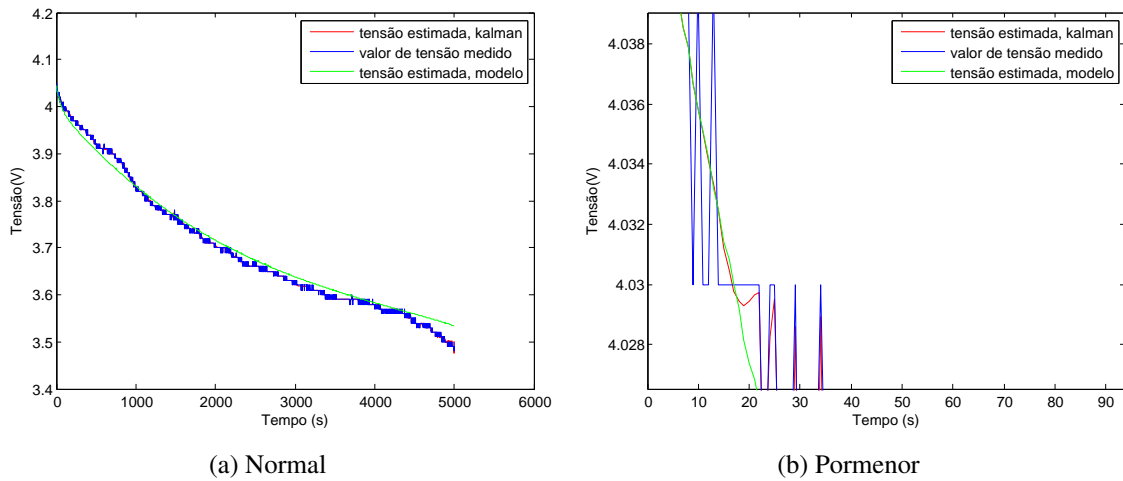 4.2
4.1
4
3.9
3.8
3.7
3.6
3.5
3.4
0 1000 2000 3000 4000 5000 6000
Tensão(V)
Tempo (s)
tensão estimada, kalman
valor de tensão medido
tensão estimada, modelo
(a) Normal
4.038
4.036
4.034
4.032
4.03
4.028
0 10 20 30 40 50 60 70 80 90
Tensão(V)
Tempo (s)
tensão estimada, kalman
valor de tensão medido
tensão estimada, modelo
(b) Pormenor